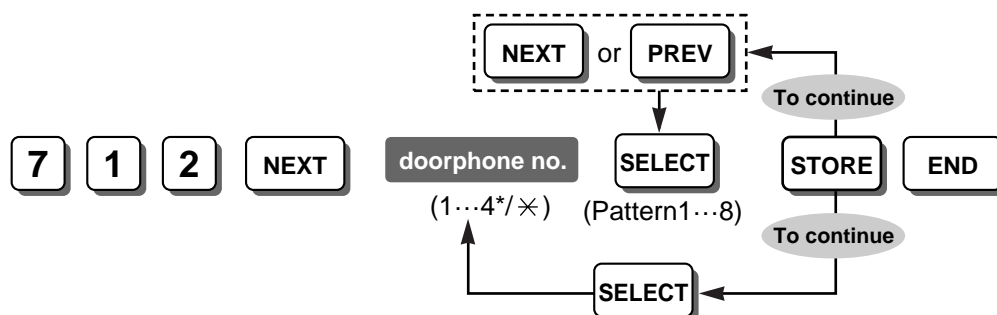 NEXT or PREV
To continue
7 1 2 NEXT doorphone no. SELECT STORE END
(1···4*/✳) (Pattern1···8)
To continue
SELECT